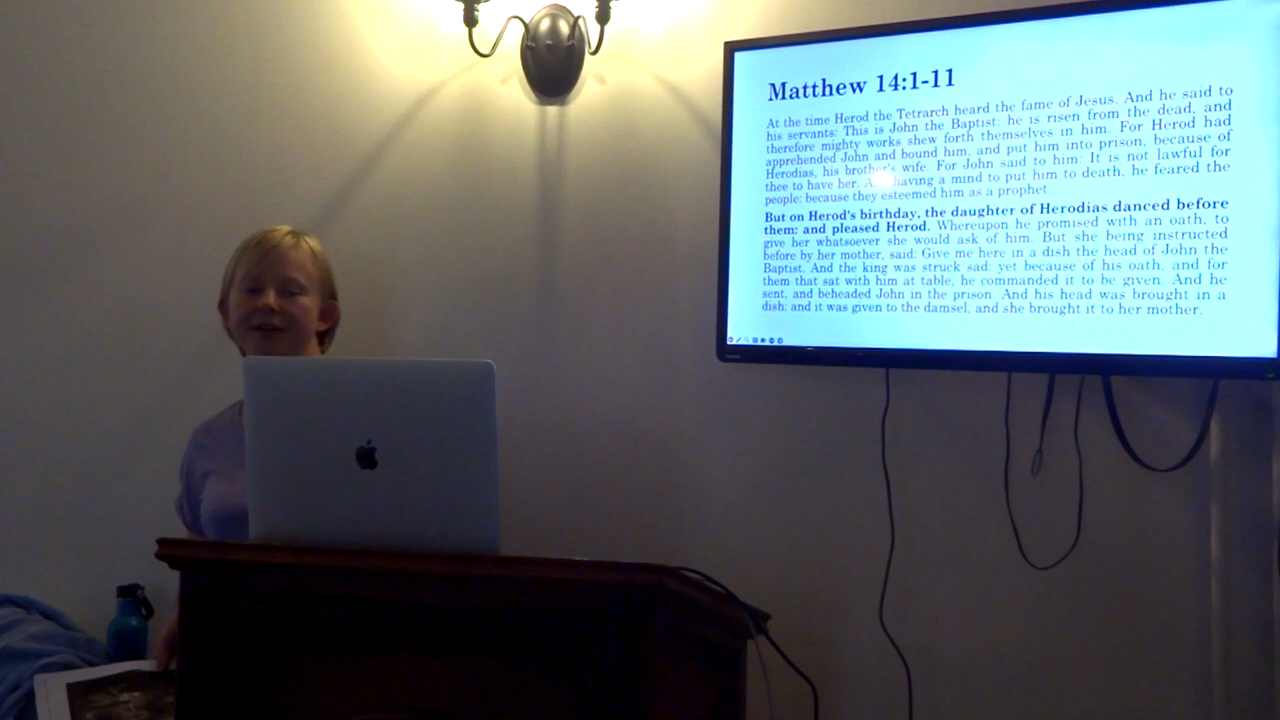 Matthew 14:1-11
At the time Herod the Tetrarch heard the fame of Jesus. And he said to
his servants: This is John the Baptist: he is risen from the dead, and
therefore mighty works shew forth themselves in him. For Herod had
apprehended John and bound him, and put him into prison, because of
Herodias, his brother's wife. For John said to him: It is not lawful for
thee to have her. And having a mind to put him to death, he feared the
people: because they esteemed him as a prophet.
But on Herod's birthday, the daughter of Herodias danced before
them: and pleased Herod. Whereupon he promised with an oath, to
give her whatsoever she would ask of him. But she being instructed
before by her mother, said: Give me here in a dish the head of John the
Baptist. And the king was struck sad: yet because of his oath, and for
them that sat with him at table, he commanded it to be given. And he
sent, and beheaded John in the prison. And his head was brought in a
dish: and it was given to the damsel, and she brought it to her mother.